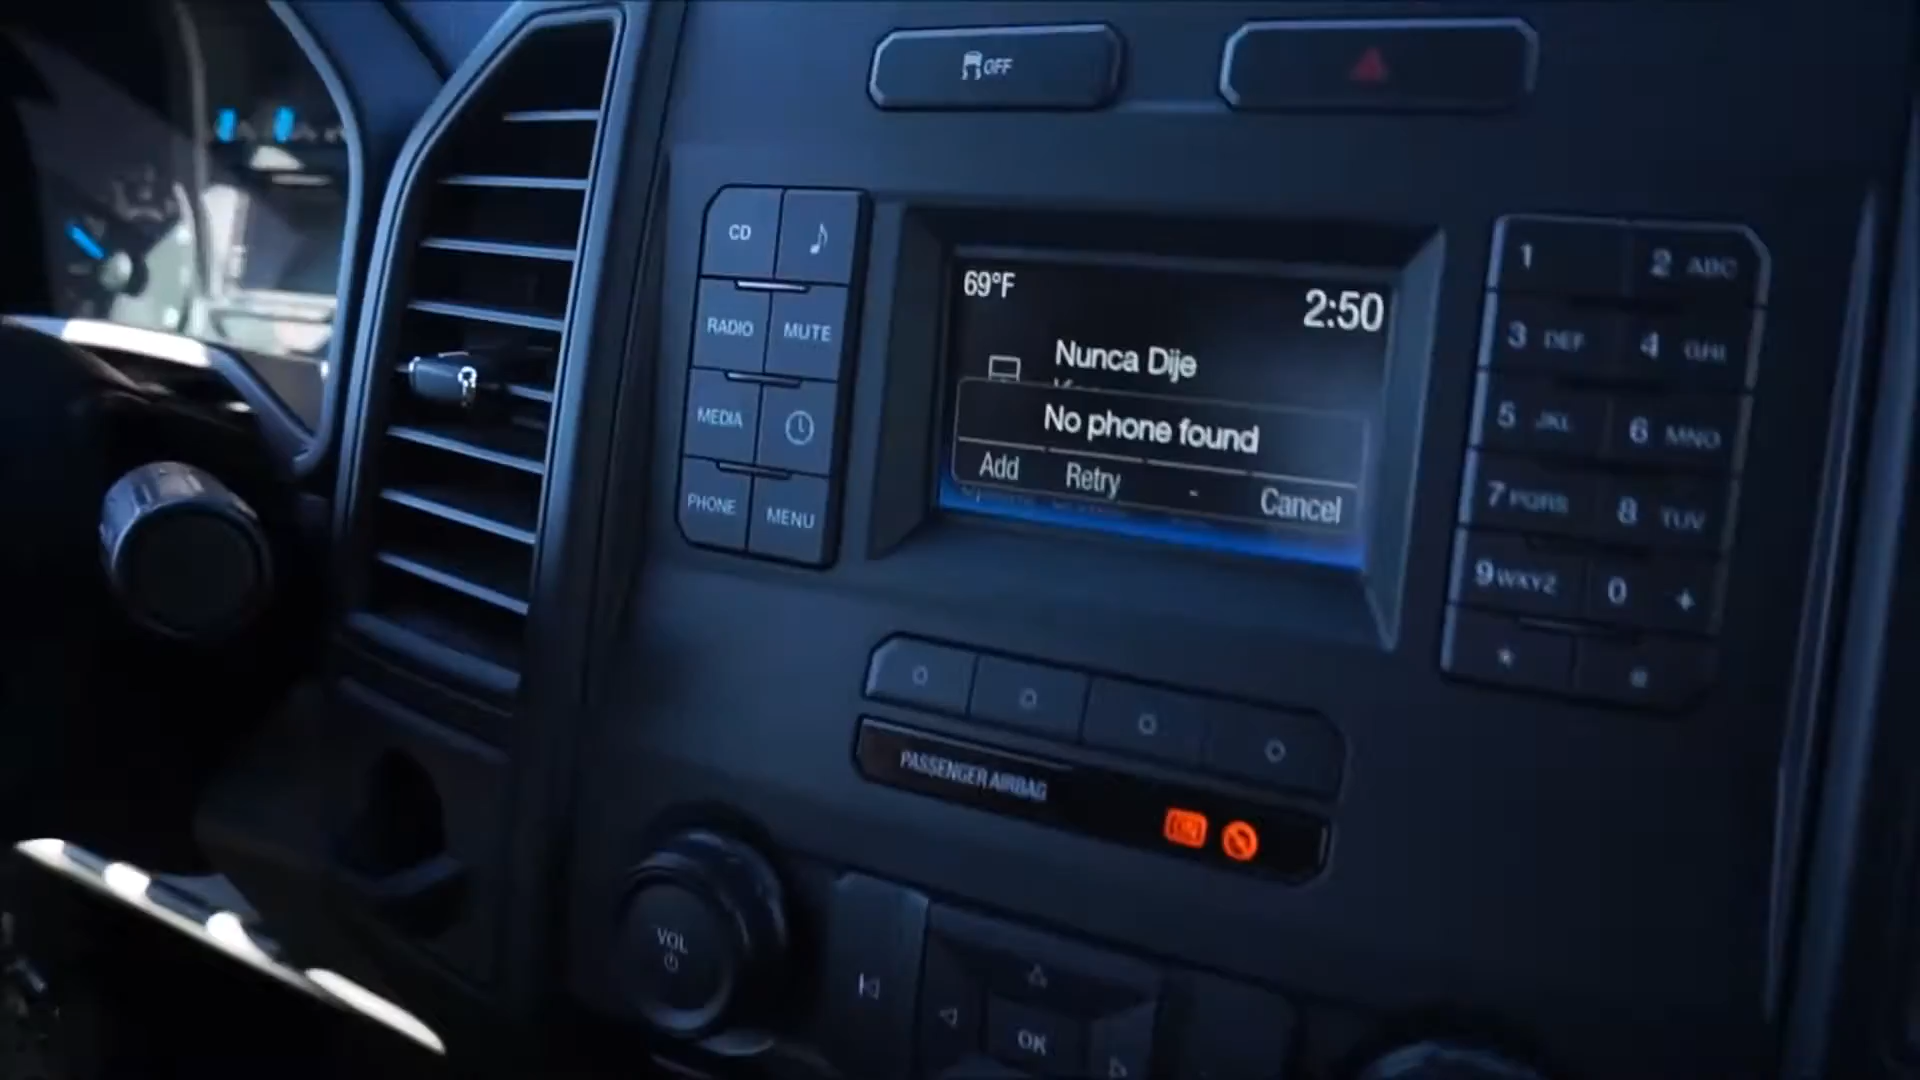 OFF
CD
RADIO MUTE
MEDIA
PHONE MENU
69°F 2:50
Nunca Dije
No phone found
Add Retry - Cancel
1 2 ABC
3 DEF 4 GHI
5 JKL 6 MNO
7 PQRS 8 TUV
9 WXYZ 0 +
*
PASSENGER AIRBAG
VOL
OK